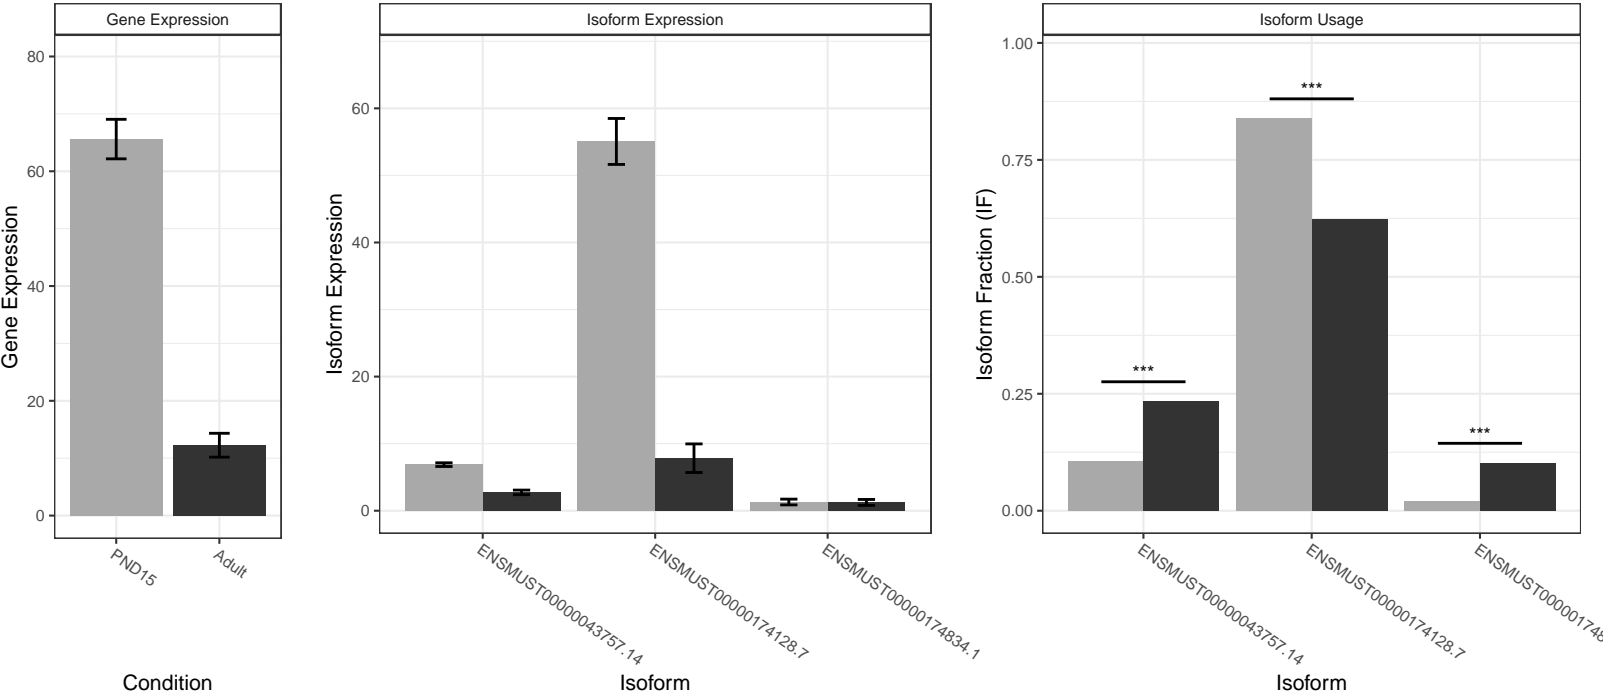 Gene Expression
Isoform Expression
Isoform Usage
Gene Expression
80
60
40
20
0
PND15
Adult
Condition
Isoform Expression
60
40
20
0
ENSMUST00000043757.14
ENSMUST00000174128.7
ENSMUST00000174834.1
Isoform
Isoform Fraction (IF)
1.00
0.75
0.50
0.25
0.00
***
***
***
ENSMUST00000043757.14
ENSMUST00000174128.7
ENSMUST000001748
Isoform